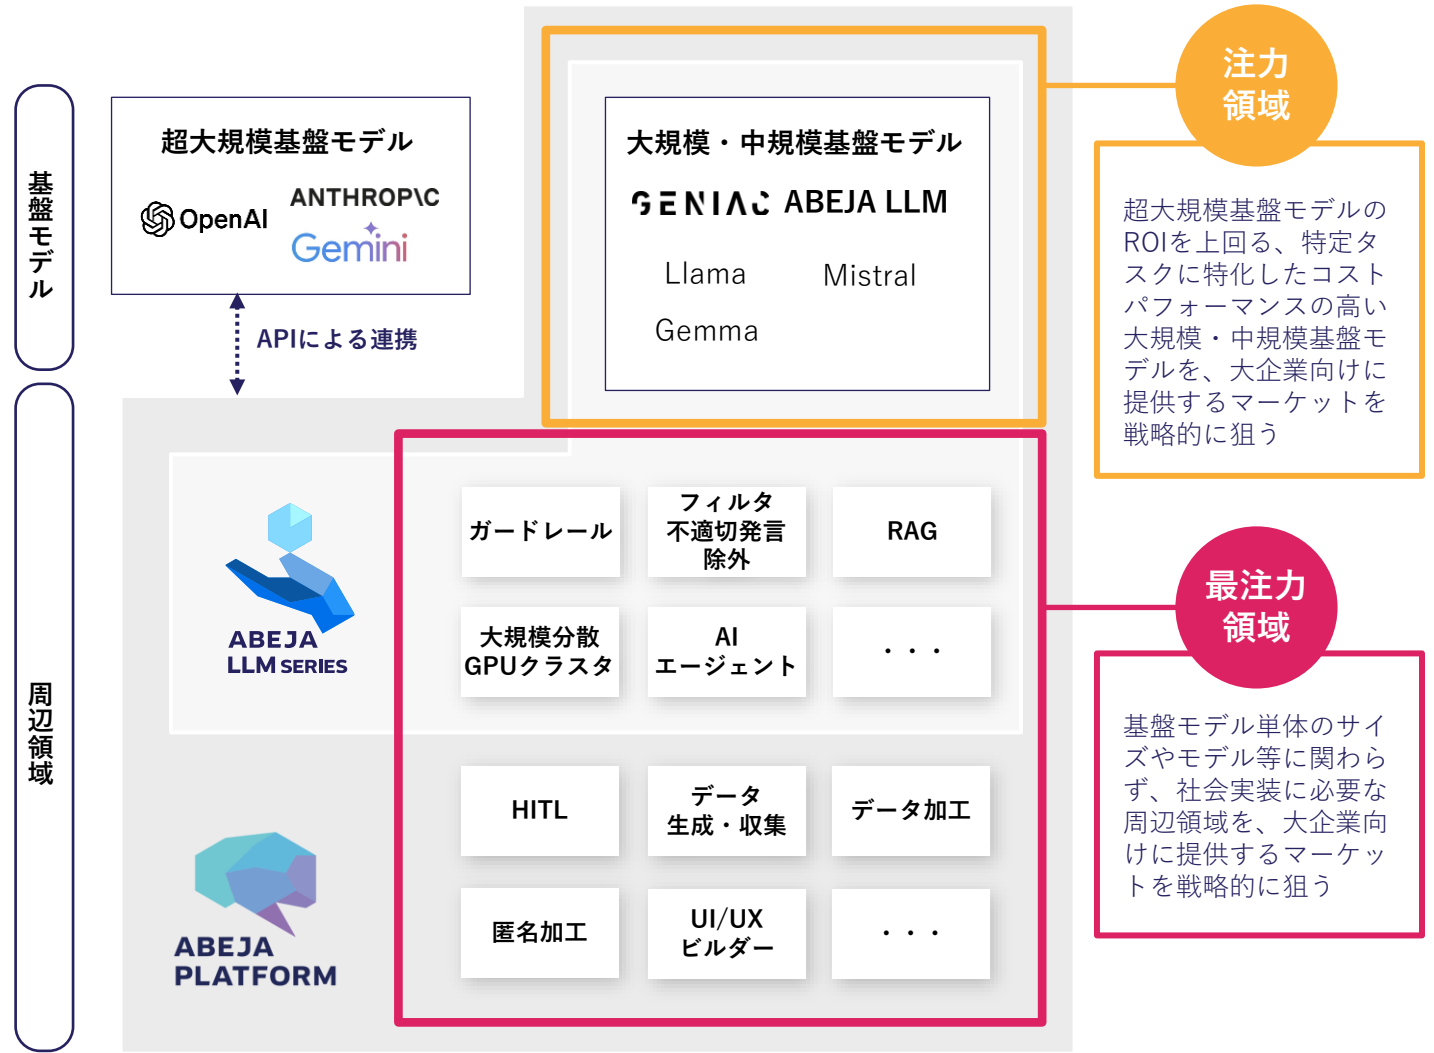 基盤モデル
超大規模基盤モデル
OpenAI
ANTHROP\C
Gemini
APIによる連携
大規模・中規模基盤モデル
GENIAC ABEJA LLM
Llama
Mistral
Gemma
注力
領域
超大規模基盤モデルの
ROIを上回る、特定タ
スクに特化したコスト
パフォーマンスの高い
大規模・中規模基盤モ
デルを、大企業向けに
提供するマーケットを
戦略的に狙う
周辺領域
ABEJA
LLM SERIES
ガードレール
フィルタ
不適切発言
除外
RAG
大規模分散
GPUクラスタ
AI
エージェント
・・・
ABEJA
PLATFORM
HITL
データ
生成・収集
データ加工
匿名加工
UI/UX
ビルダー
・・・
最注力
領域
基盤モデル単体のサイ
ズやモデル等に関わら
ず、社会実装に必要な
周辺領域を、大企業向
けに提供するマーケッ
トを戦略的に狙う